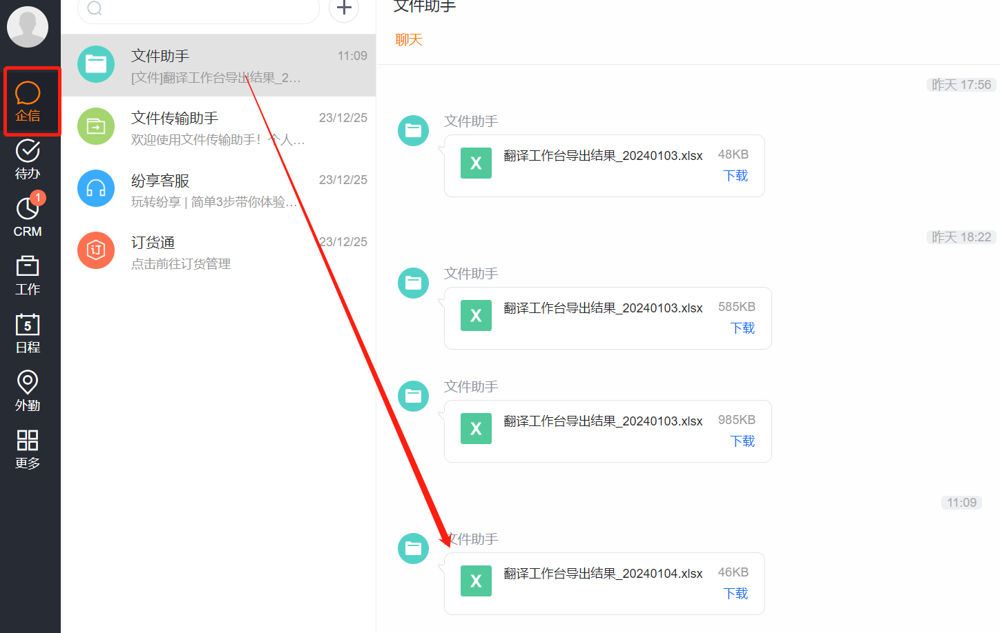 企信
待办
1
CRM
工作
5
日程
外勤
更多
文件助手
11:09
[文件]翻译工作台导出结果_2...
文件传输助手
23/12/25
欢迎使用文件传输助手！个人...
纷享客服
23/12/25
玩转纷享 | 简单3步带你体验...
订
订货通
23/12/25
点击前往订货管理
文件助手
聊天
昨天 17:56
文件助手
X
翻译工作台导出结果_20240103.xlsx
48KB
下载
昨天 18:22
文件助手
X
翻译工作台导出结果_20240103.xlsx
585KB
下载
文件助手
X
翻译工作台导出结果_20240103.xlsx
985KB
下载
11:09
文件助手
X
翻译工作台导出结果_20240104.xlsx
46KB
下载